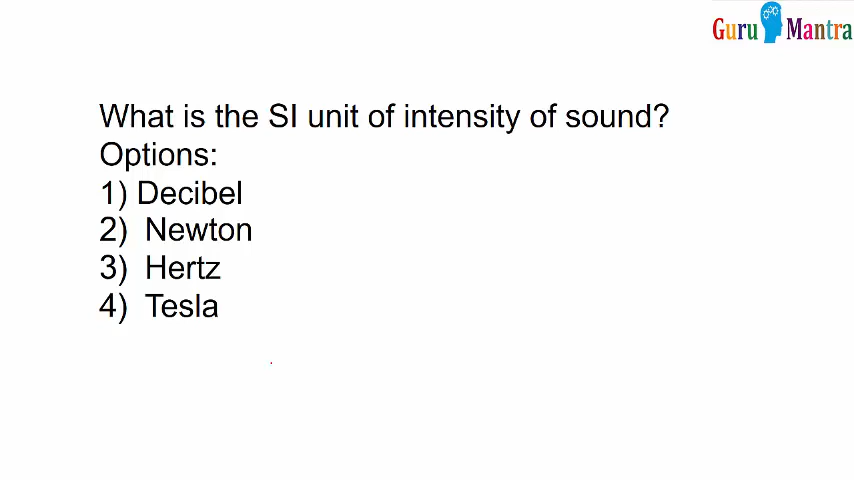 Guru Mantra
What is the SI unit of intensity of sound?
Options:
1) Decibel
2) Newton
3) Hertz
4) Tesla